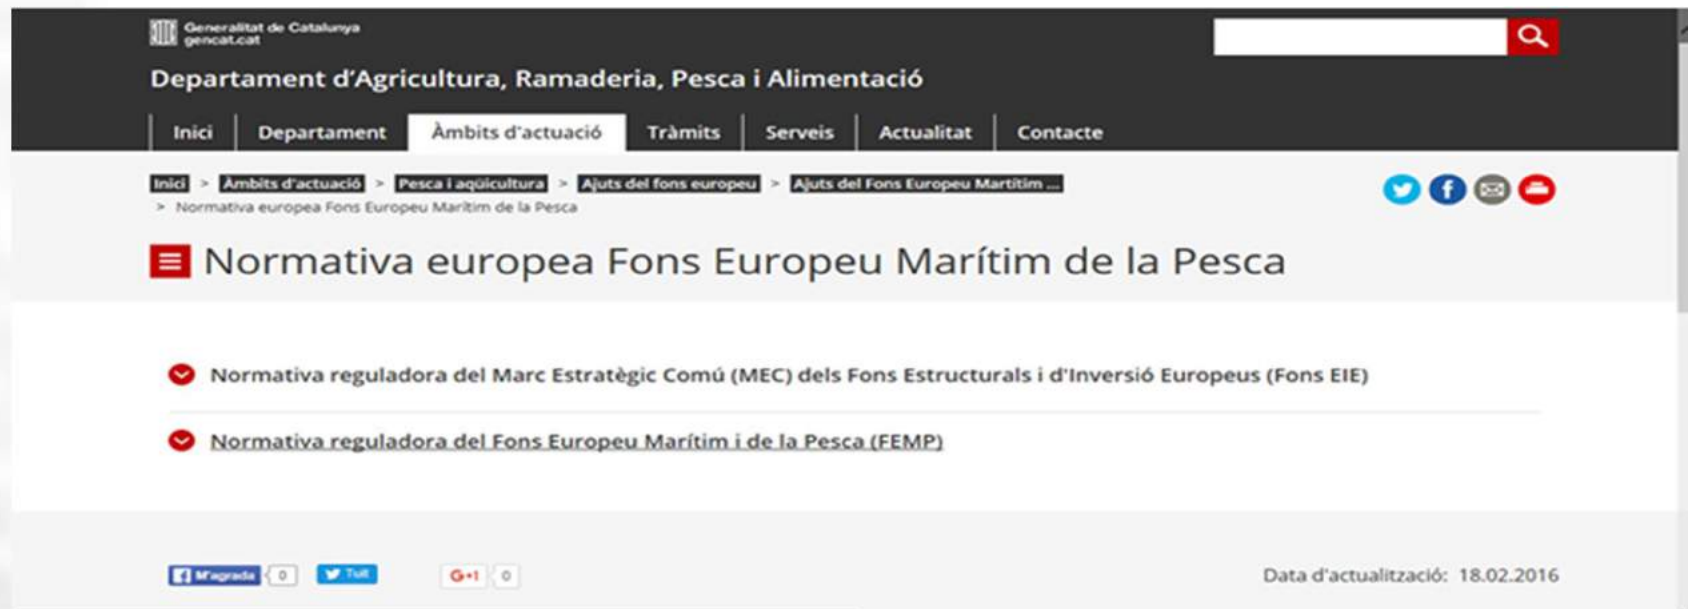 Generalitat de Catalunya
gencat.cat
Departament d'Agricultura, Ramaderia, Pesca i Alimentació
Inici Departament Àmbits d'actuació Tràmits Serveis Actualitat Contacte
Inici > Àmbits d'actuació > Pesca i aqüicultura > Ajuts del fons europeu > Ajuts del Fons Europeu Martítim ...
> Normativa europea Fons Europeu Marítim de la Pesca
Normativa europea Fons Europeu Marítim de la Pesca
Normativa reguladora del Marc Estratègic Comú (MEC) dels Fons Estructurals i d'Inversió Europeus (Fons EIE)
Normativa reguladora del Fons Europeu Marítim i de la Pesca (FEMP)
M'agrada 0 Tuit G+1 0 Data d'actualització: 18.02.2016